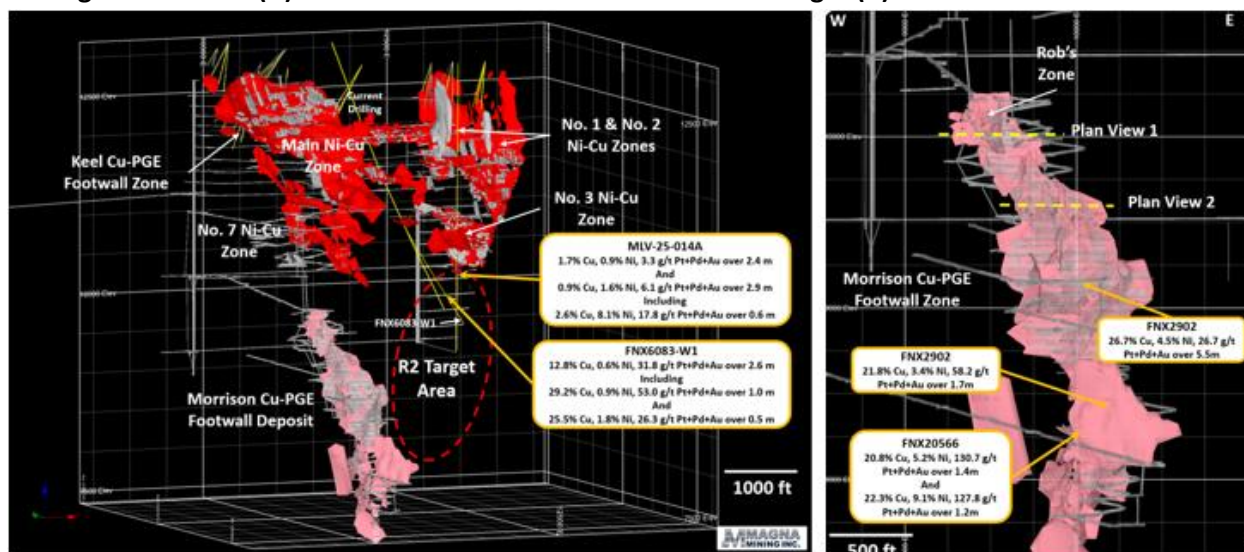 Current
Drilling
Keel Cu-PGE
Footwall Zone
Main Ni-Cu
Zone
No. 1 & No. 2
Ni-Cu Zones
No. 3 Ni-Cu
Zone
No. 7 Ni-Cu
Zone
MLV-25-014A
1.7% Cu, 0.9% Ni, 3.3 g/t Pt+Pd+Au over 2.4 m
And
0.9% Cu, 1.6% Ni, 6.1 g/t Pt+Pd+Au over 2.9 m
Including
2.6% Cu, 8.1% Ni, 17.8 g/t Pt+Pd+Au over 0.6 m
FNX6083-W1
FNX6083-W1
12.8% Cu, 0.6% Ni, 31.8 g/t Pt+Pd+Au over 2.6 m
Including
29.2% Cu, 0.9% Ni, 53.0 g/t Pt+Pd+Au over 1.0 m
And
25.5% Cu, 1.8% Ni, 26.3 g/t Pt+Pd+Au over 0.5 m
R2 Target
Area
Morrison Cu-PGE
Footwall Deposit
1000 ft
MAGNA
MINING INC.
W
E
Rob's
Zone
Plan View 1
Plan View 2
Morrison Cu-PGE
Footwall Zone
FNX2902
26.7% Cu, 4.5% Ni, 26.7 g/t
Pt+Pd+Au over 5.5m
FNX2902
21.8% Cu, 3.4% Ni, 58.2 g/t
Pt+Pd+Au over 1.7m
FNX20566
20.8% Cu, 5.2% Ni, 130.7 g/t
Pt+Pd+Au over 1.4m
And
22.3% Cu, 9.1% Ni, 127.8 g/t
Pt+Pd+Au over 1.2m
500 ft